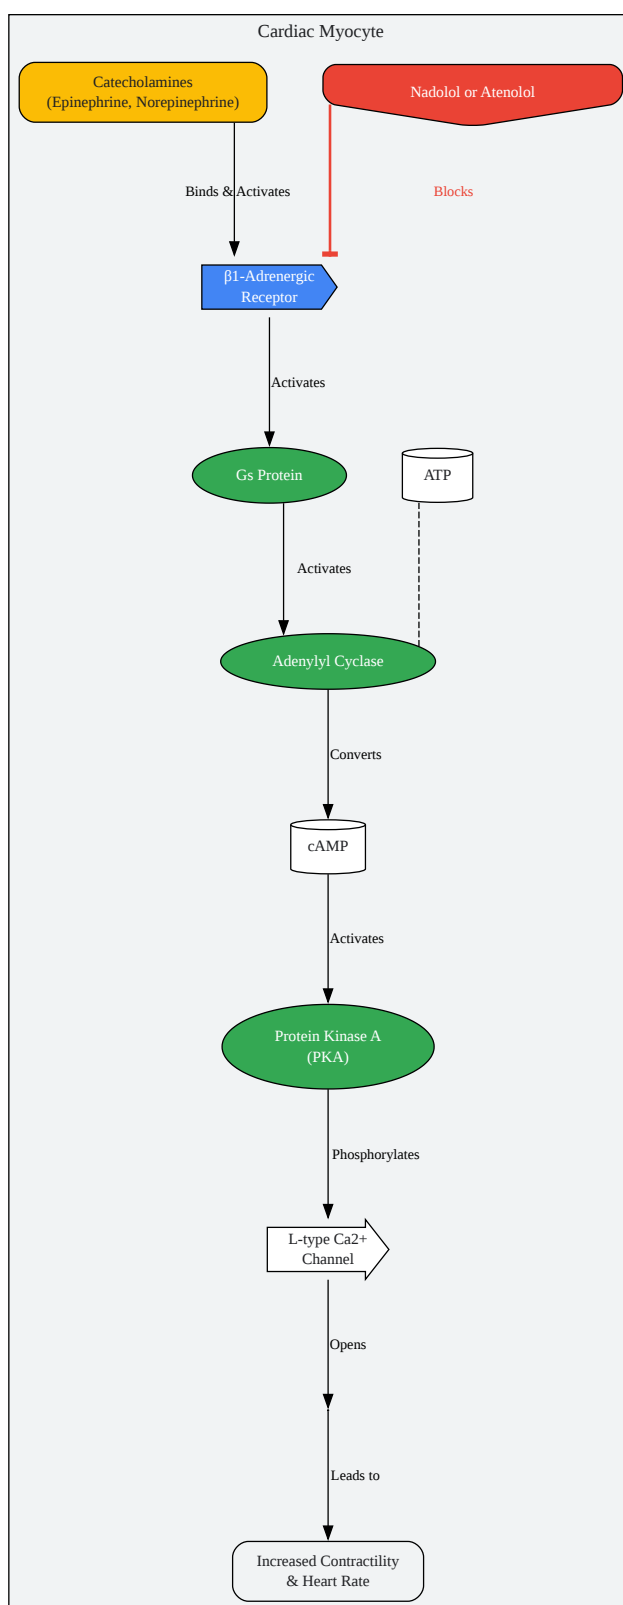 Cardiac Myocyte
Catecholamines
(Epinephrine, Norepinephrine)
Nadolol or Atenolol
Binds & Activates
Blocks
β1-Adrenergic
Receptor
Activates
Gs Protein
ATP
Activates
Adenylyl Cyclase
Converts
cAMP
Activates
Protein Kinase A
(PKA)
Phosphorylates
L-type Ca2+
Channel
Opens
Leads to
Increased Contractility
& Heart Rate